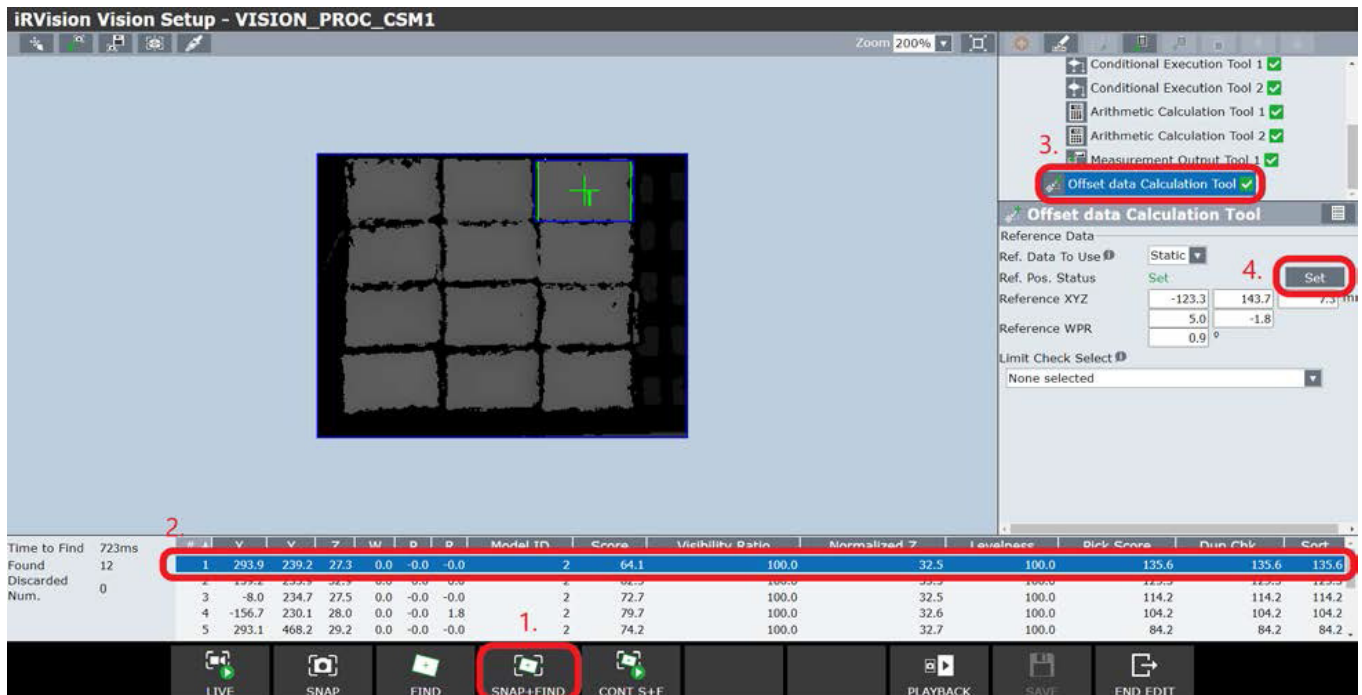 iRVision Vision Setup - VISION_PROC_CSM1
Zoom 200%
Conditional Execution Tool 1
Conditional Execution Tool 2
Arithmetic Calculation Tool 1
Arithmetic Calculation Tool 2
3.
Measurement Output Tool 1
Offset data Calculation Tool
Offset data Calculation Tool
Reference Data
Ref. Data To Use Static
4.
Ref. Pos. Status Set Set
Reference XYZ -123.3 143.7 7.3 mm
Reference WPR 5.0 -1.8
0.9 °
Limit Check Select
None selected
2.
Time to Find 723ms
Found 12
Discarded Num. 0
# X Y Z W P R Model ID Score Visibility Ratio Normalized Z Levelness Pick Score Dup Chk Sort
1 293.9 239.2 27.3 0.0 -0.0 -0.0 2 64.1 100.0 32.5 100.0 135.6 135.6 135.6
3 -8.0 234.7 27.5 0.0 -0.0 -0.0 2 72.7 100.0 32.5 100.0 114.2 114.2 114.2
4 -156.7 230.1 28.0 0.0 -0.0 1.8 2 79.7 100.0 32.6 100.0 104.2 104.2 104.2
5 293.1 468.2 29.2 0.0 -0.0 -0.0 2 74.2 100.0 32.7 100.0 84.2 84.2 84.2
1.
LIVE SNAP FIND SNAP+FIND CONT S+F PLAYBACK SAVE END EDIT